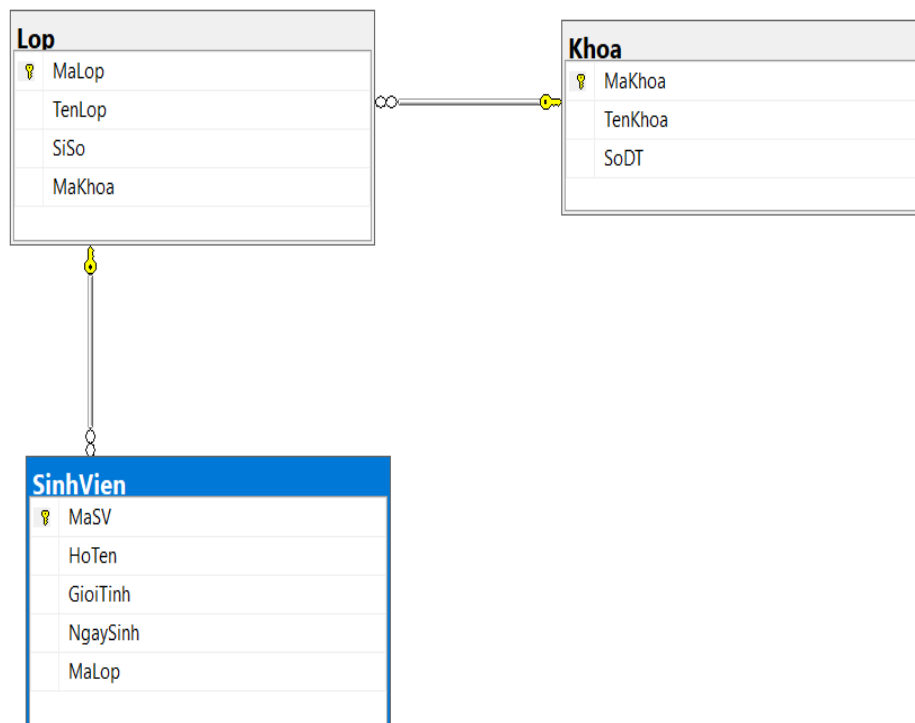 Lop
MaLop
TenLop
SiSo
MaKhoa
Khoa
MaKhoa
TenKhoa
SoDT
SinhVien
MaSV
HoTen
GioiTinh
NgaySinh
MaLop